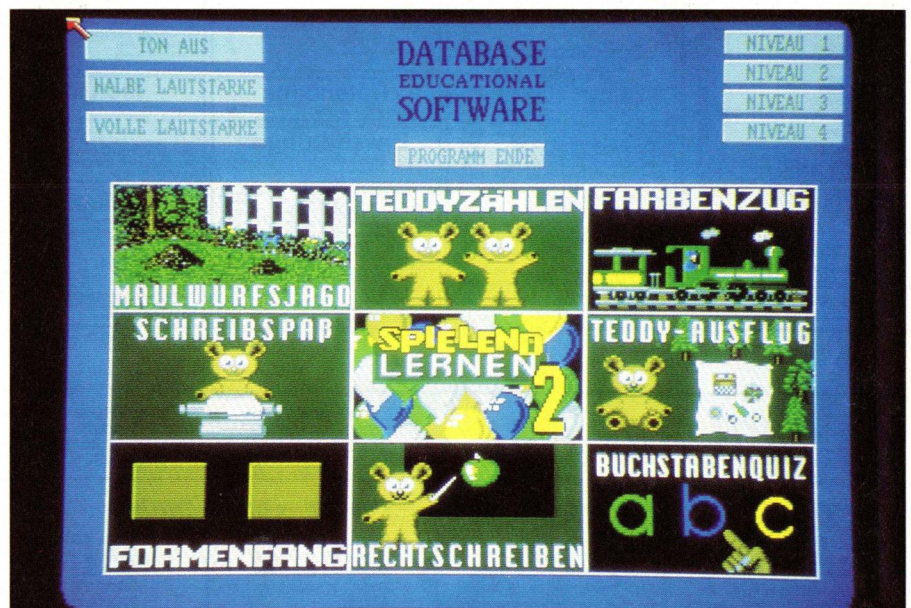 TON AUS
HALBE LAUTSTARKE
VOLLE LAUTSTARKE
DATABASE
EDUCATIONAL
SOFTWARE
PROGRAMM ENDE
NIVEAU 1
NIVEAU 2
NIVEAU 3
NIVEAU 4
MAULWURFSJAGD
TEDDYZÄHLEN
FARBENZUG
SCHREIBSPAß
SPIELEND
LERNEN
2
TEDDY-AUSFLUG
FORMENFANG
RECHTSCHREIBEN
BUCHSTABENQUIZ
a b c